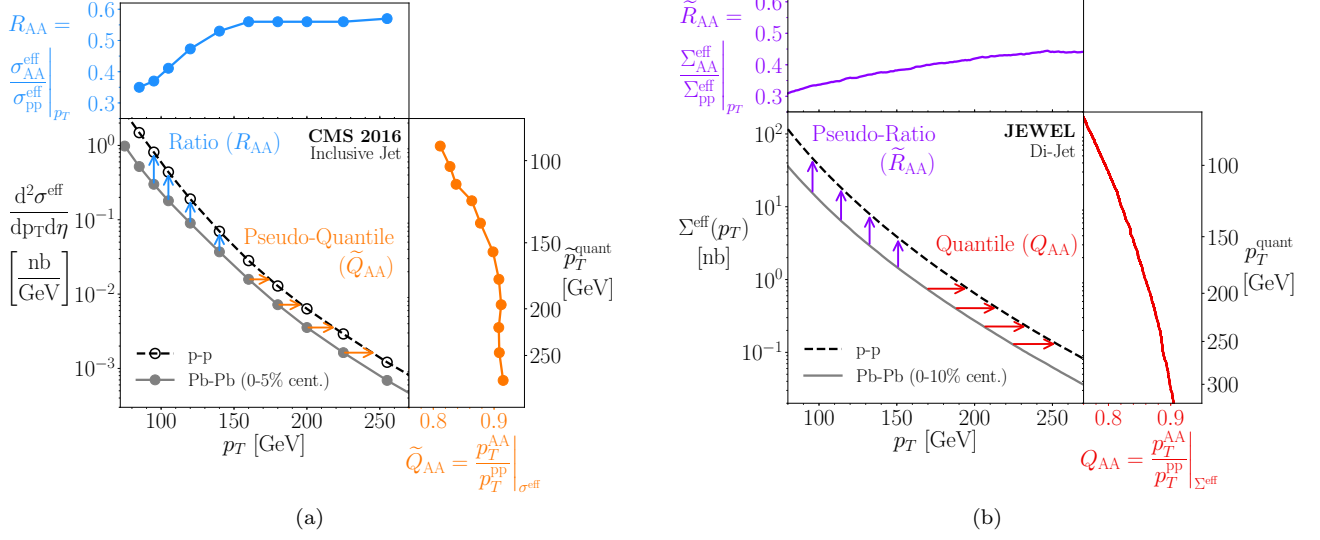 R_AA = σ^eff_AA / σ^eff_pp |_{p_T}
0.6
0.5
0.4
0.3
10^0
10^-1
10^-2
10^-3
d²σ^eff / dp_T dη [nb / GeV]
Ratio (R_AA)
CMS 2016
Inclusive Jet
Pseudo-Quantile
(Q̃_AA)
p-p
Pb-Pb (0-5% cent.)
100 150 200 250
p_T [GeV]
100
150
200
250
p̃_T^quant
[GeV]
0.8 0.9
Q̃_AA = p_T^AA / p_T^pp |_{σ^eff}
(a)
R̃_AA = Σ^eff_AA / Σ^eff_pp |_{p_T}
0.6
0.5
0.4
0.3
10^2
10^1
10^0
10^-1
Σ^eff(p_T)
[nb]
Pseudo-Ratio
(R̃_AA)
JEWEL
Di-Jet
Quantile (Q_AA)
p-p
Pb-Pb (0-10% cent.)
100 150 200 250
p_T [GeV]
100
150
200
250
300
p_T^quant
[GeV]
0.8 0.9
Q_AA = p_T^AA / p_T^pp |_{Σ^eff}
(b)